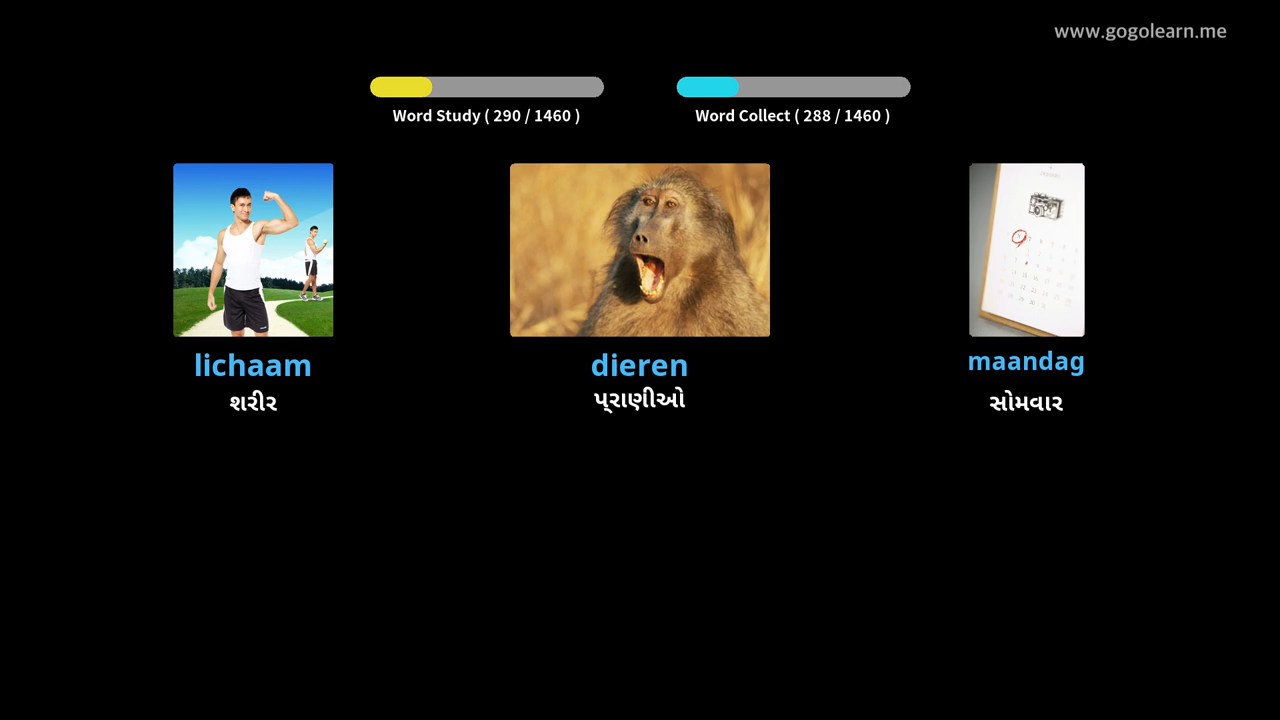 www.gogolearn.me
Word Study ( 290 / 1460 )
Word Collect ( 288 / 1460 )
lichaam
dieren
maandag
શરીર
પ્રાણીઓ
સોમવાર